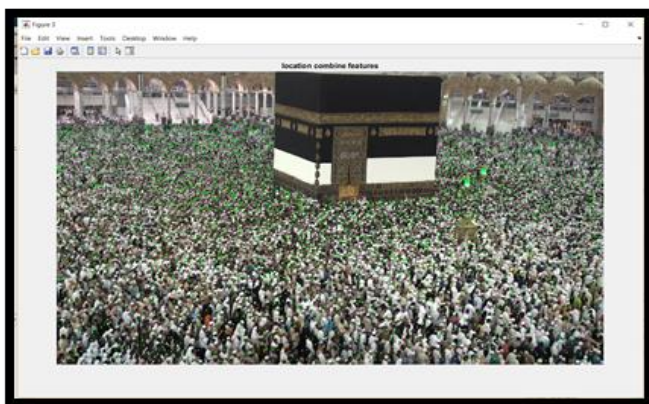 Figure 3
File Edit View Insert Tools Desktop Window Help
location combine features